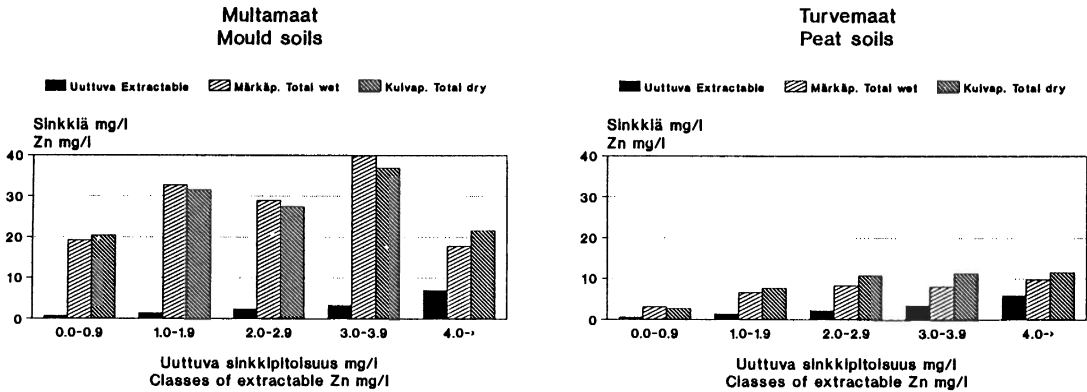 Multamaat
Mould soils
Uuttuva Extractable Märkäp. Total wet Kuivap. Total dry
Sinkkiä mg/l
Zn mg/l
40
30
20
10
0
0.0-0.9 1.0-1.9 2.0-2.9 3.0-3.9 4.0->
Uuttuva sinkkipitoisuus mg/l
Classes of extractable Zn mg/l
Turvemaat
Peat soils
Uuttuva Extractable Märkäp. Total wet Kuivap. Total dry
Sinkkiä mg/l
Zn mg/l
40
30
20
10
0
0.0-0.9 1.0-1.9 2.0-2.9 3.0-3.9 4.0->
Uuttuva sinkkipitoisuus mg/l
Classes of extractable Zn mg/l